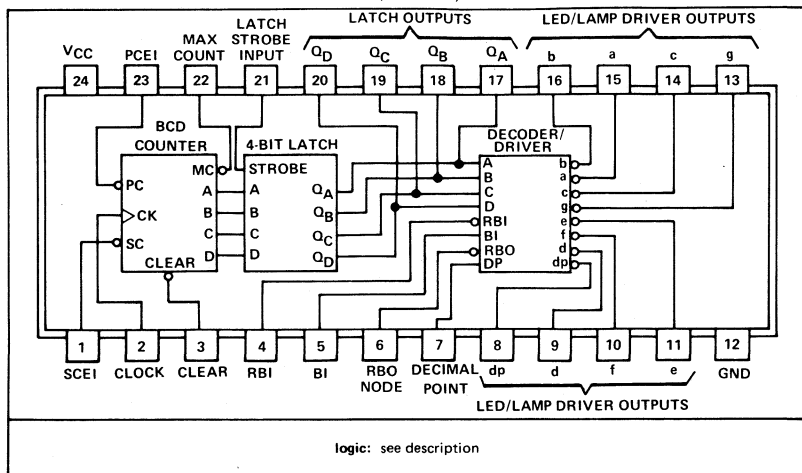 LATCH OUTPUTS
LED/LAMP DRIVER OUTPUTS
VCC PCEI MAX COUNT LATCH STROBE INPUT QD QC QB QA b a c g
24 23 22 21 20 19 18 17 16 15 14 13
BCD COUNTER
4-BIT LATCH
DECODER/DRIVER
MC
STROBE
PC
CK
SC
CLEAR
A
B
C
D
A
B
C
D
QA
QB
QC
QD
A
B
C
D
RBI
BI
RBO
DP
b
a
c
g
e
f
d
dp
1 2 3 4 5 6 7 8 9 10 11 12
SCEI CLOCK CLEAR RBI BI RBO NODE DECIMAL POINT dp d f e GND
LED/LAMP DRIVER OUTPUTS
logic: see description